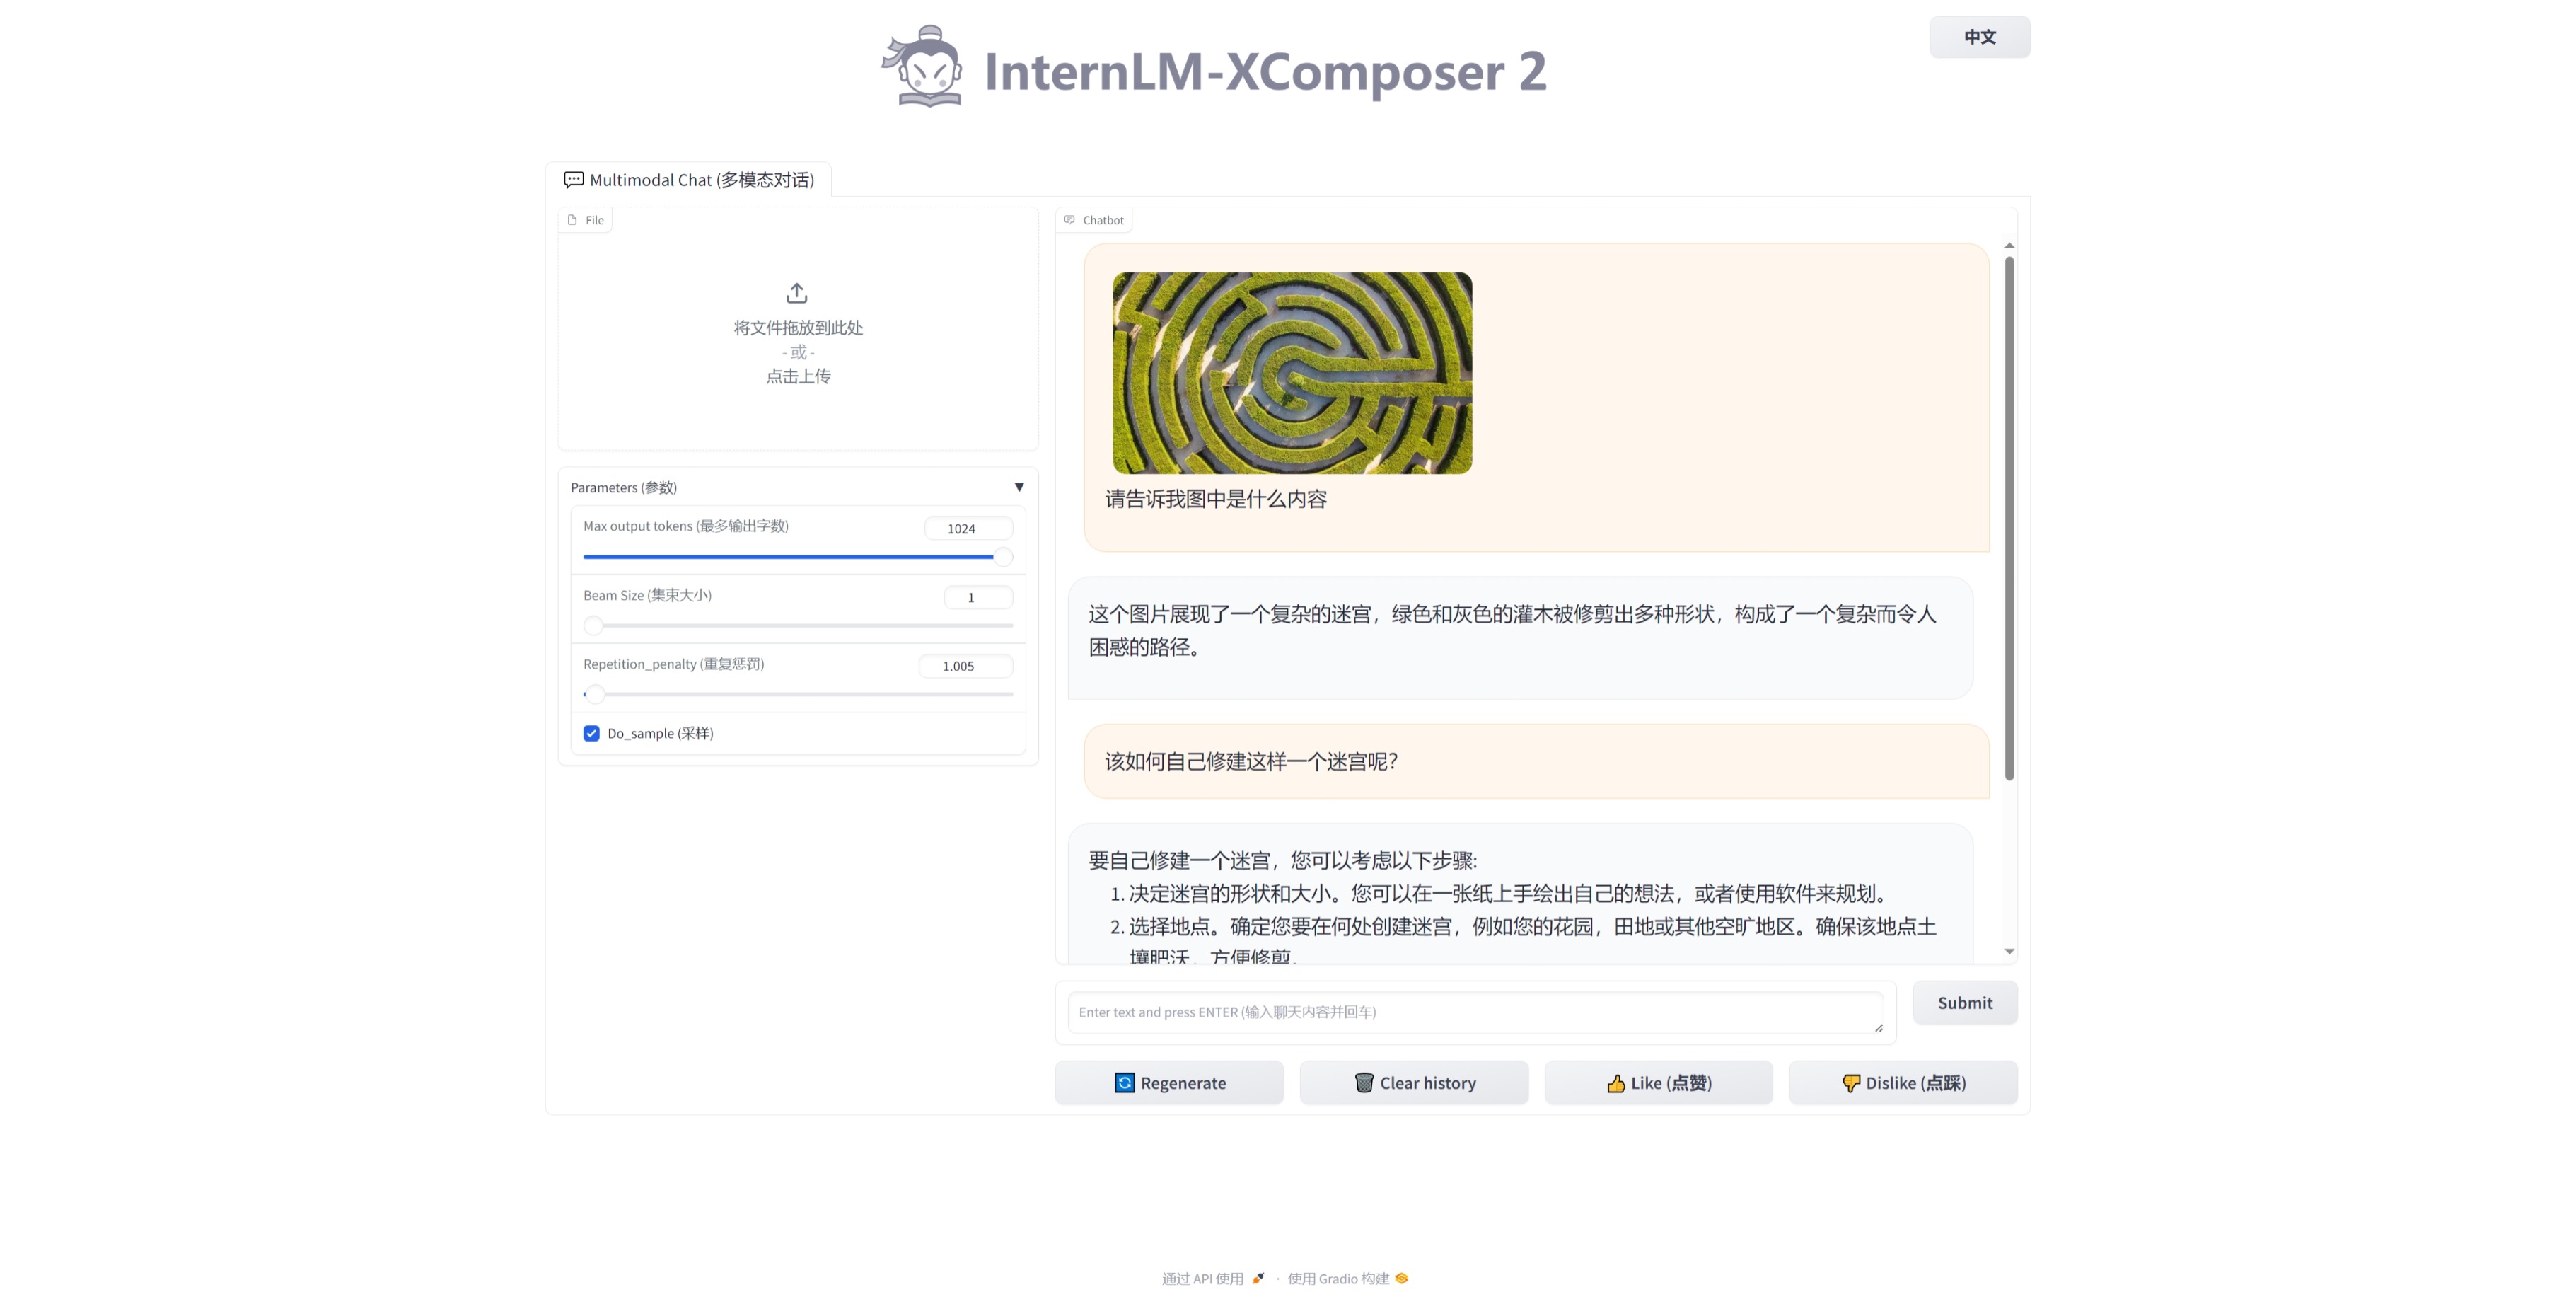 InternLM-XComposer 2
中文
Multimodal Chat (多模态对话)
File
将文件拖放到此处
- 或 -
点击上传
Parameters (参数)
Max output tokens (最多输出字数)
1024
Beam Size (集束大小)
1
Repetition_penalty (重复惩罚)
1.005
Do_sample (采样)
Chatbot
请告诉我图中是什么内容
这个图片展现了一个复杂的迷宫，绿色和灰色的灌木被修剪出多种形状，构成了一个复杂而令人
困惑的路径。
该如何自己修建这样一个迷宫呢？
要自己修建一个迷宫，您可以考虑以下步骤:
1. 决定迷宫的形状和大小。您可以在一张纸上手绘出自己的想法，或者使用软件来规划。
2. 选择地点。确定您要在何处创建迷宫，例如您的花园，田地或其他空旷地区。确保该地点土
壤肥沃，方便修剪。
Enter text and press ENTER (输入聊天内容并回车)
Submit
Regenerate
Clear history
Like (点赞)
Dislike (点踩)
通过 API 使用 · 使用 Gradio 构建